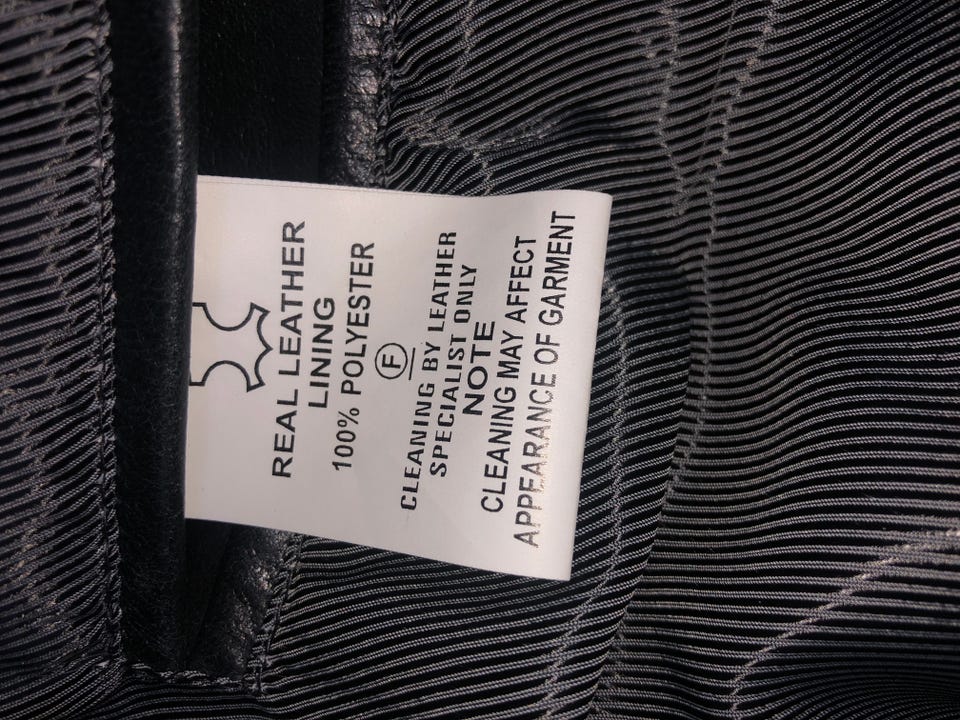 REAL LEATHER
LINING
100% POLYESTER
F
CLEANING BY LEATHER
SPECIALIST ONLY
NOTE
CLEANING MAY AFFECT
APPEARANCE OF GARMENT